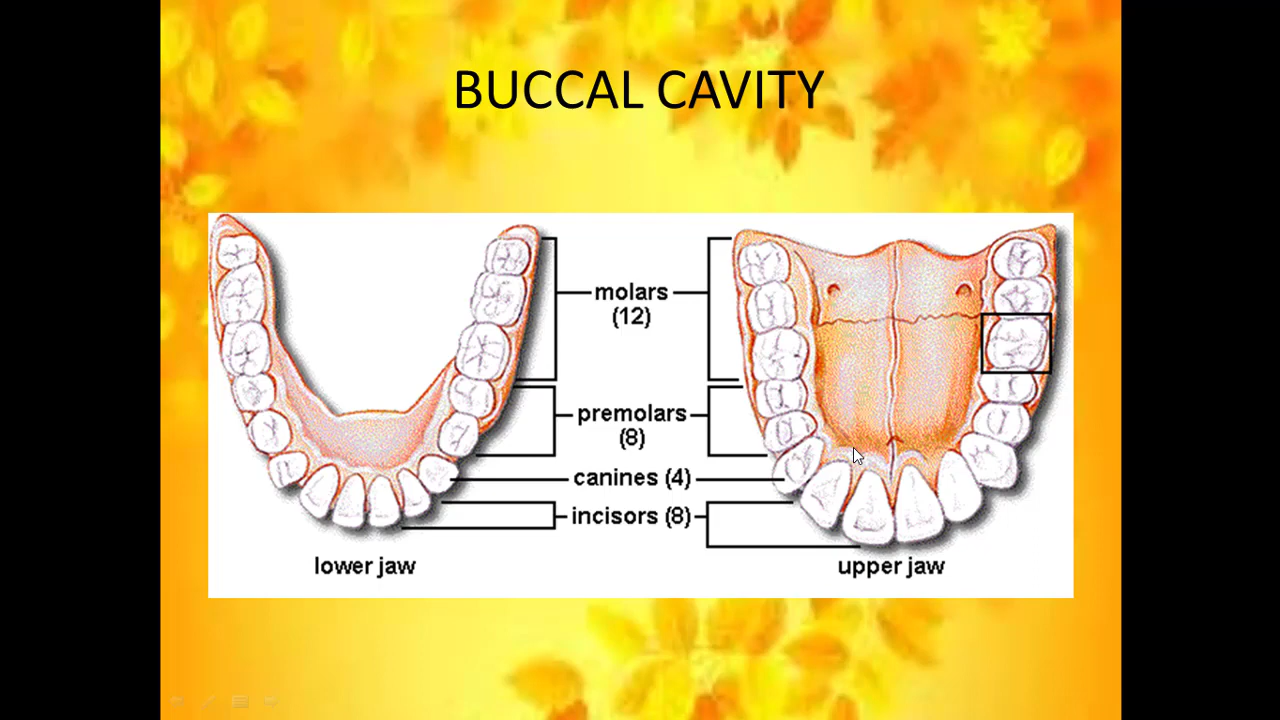 BUCCAL CAVITY
molars
(12)
premolars
(8)
canines (4)
incisors (8)
lower jaw
upper jaw